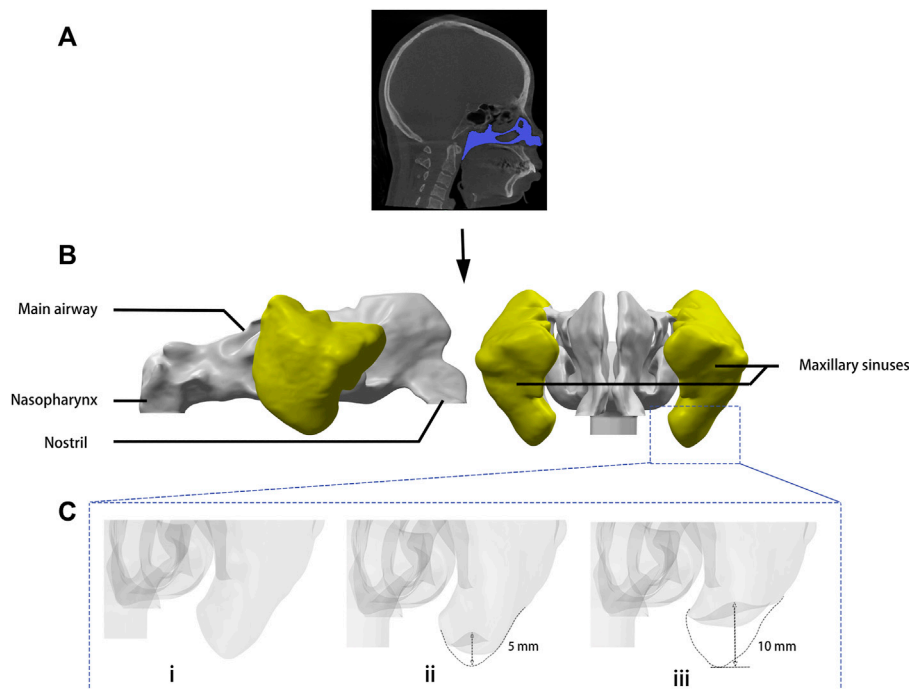 A
B
Main airway
Maxillary sinuses
Nasopharynx
Nostril
C
5 mm
10 mm
i
ii
iii